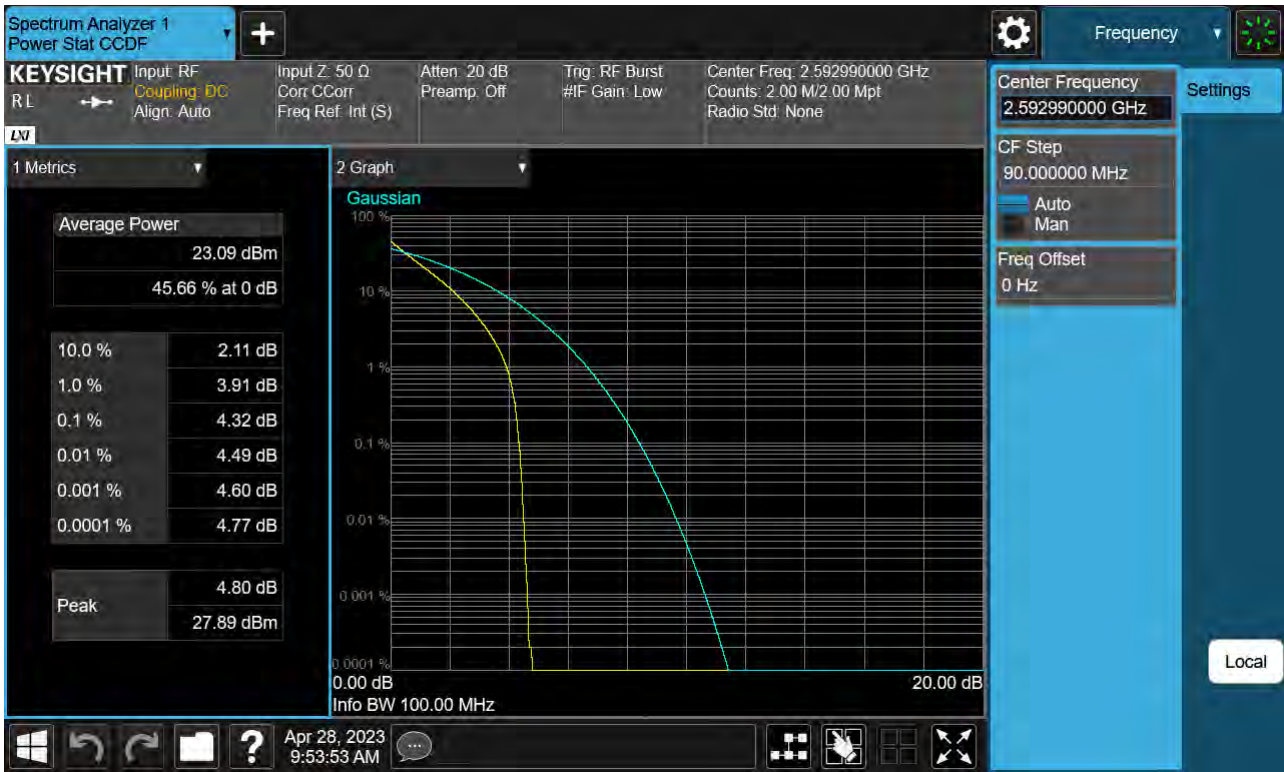 Spectrum Analyzer 1
Power Stat CCDF
Frequency
KEYSIGHT
RL
LXI
Input: RF
Coupling: DC
Align: Auto
Input Z: 50 Ω
Corr CCorr
Freq Ref: Int (S)
Atten: 20 dB
Preamp: Off
Trig: RF Burst
#IF Gain: Low
Center Freq: 2.592990000 GHz
Counts: 2.00 M/2.00 Mpt
Radio Std: None
Center Frequency
2.592990000 GHz
Settings
CF Step
90.000000 MHz
Auto
Man
Freq Offset
0 Hz
1 Metrics
Average Power
23.09 dBm
45.66 % at 0 dB
10.0 % 2.11 dB
1.0 % 3.91 dB
0.1 % 4.32 dB
0.01 % 4.49 dB
0.001 % 4.60 dB
0.0001 % 4.77 dB
Peak 4.80 dB
27.89 dBm
2 Graph
Gaussian
100 %
10 %
1 %
0.1 %
0.01 %
0.001 %
0.0001 %
0.00 dB 20.00 dB
Info BW 100.00 MHz
Local
? Apr 28, 2023
9:53:53 AM